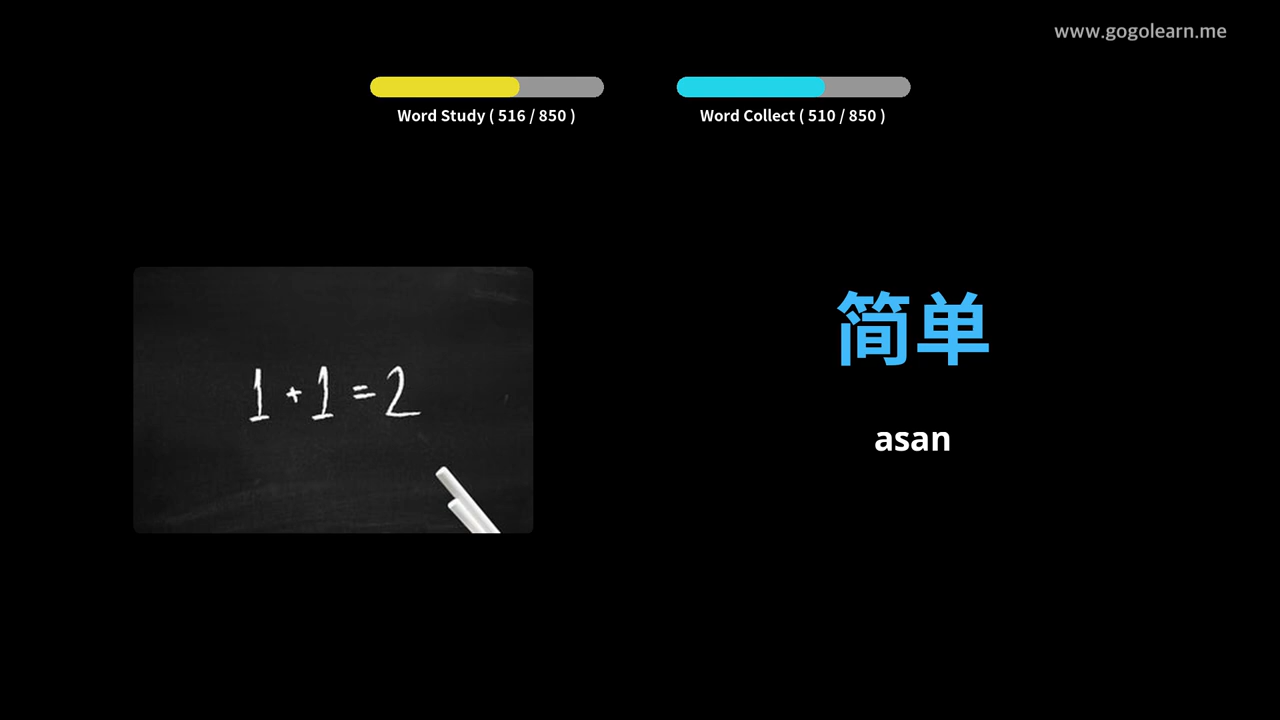 www.gogolearn.me
Word Study ( 516 / 850 )
Word Collect ( 510 / 850 )
1 + 1 = 2
简单
asan